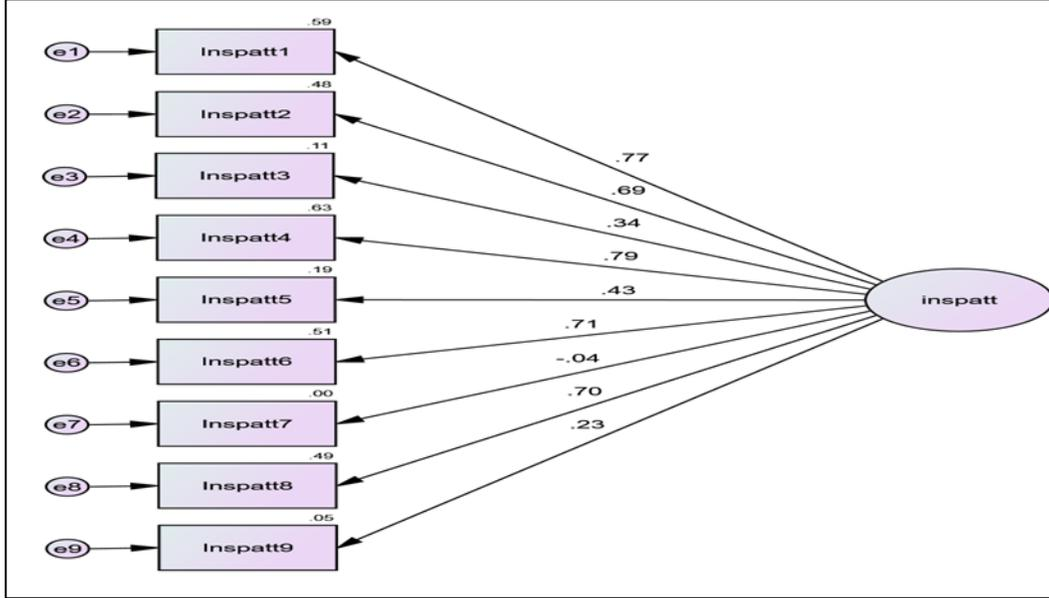 .59
e1 Inspatt1
.48
e2 Inspatt2
.11
e3 Inspatt3
.63
e4 Inspatt4
.19
e5 Inspatt5
.51
e6 Inspatt6
.00
e7 Inspatt7
.49
e8 Inspatt8
.05
e9 Inspatt9
.77
.69
.34
.79
.43
.71
-.04
.70
.23
inspatt